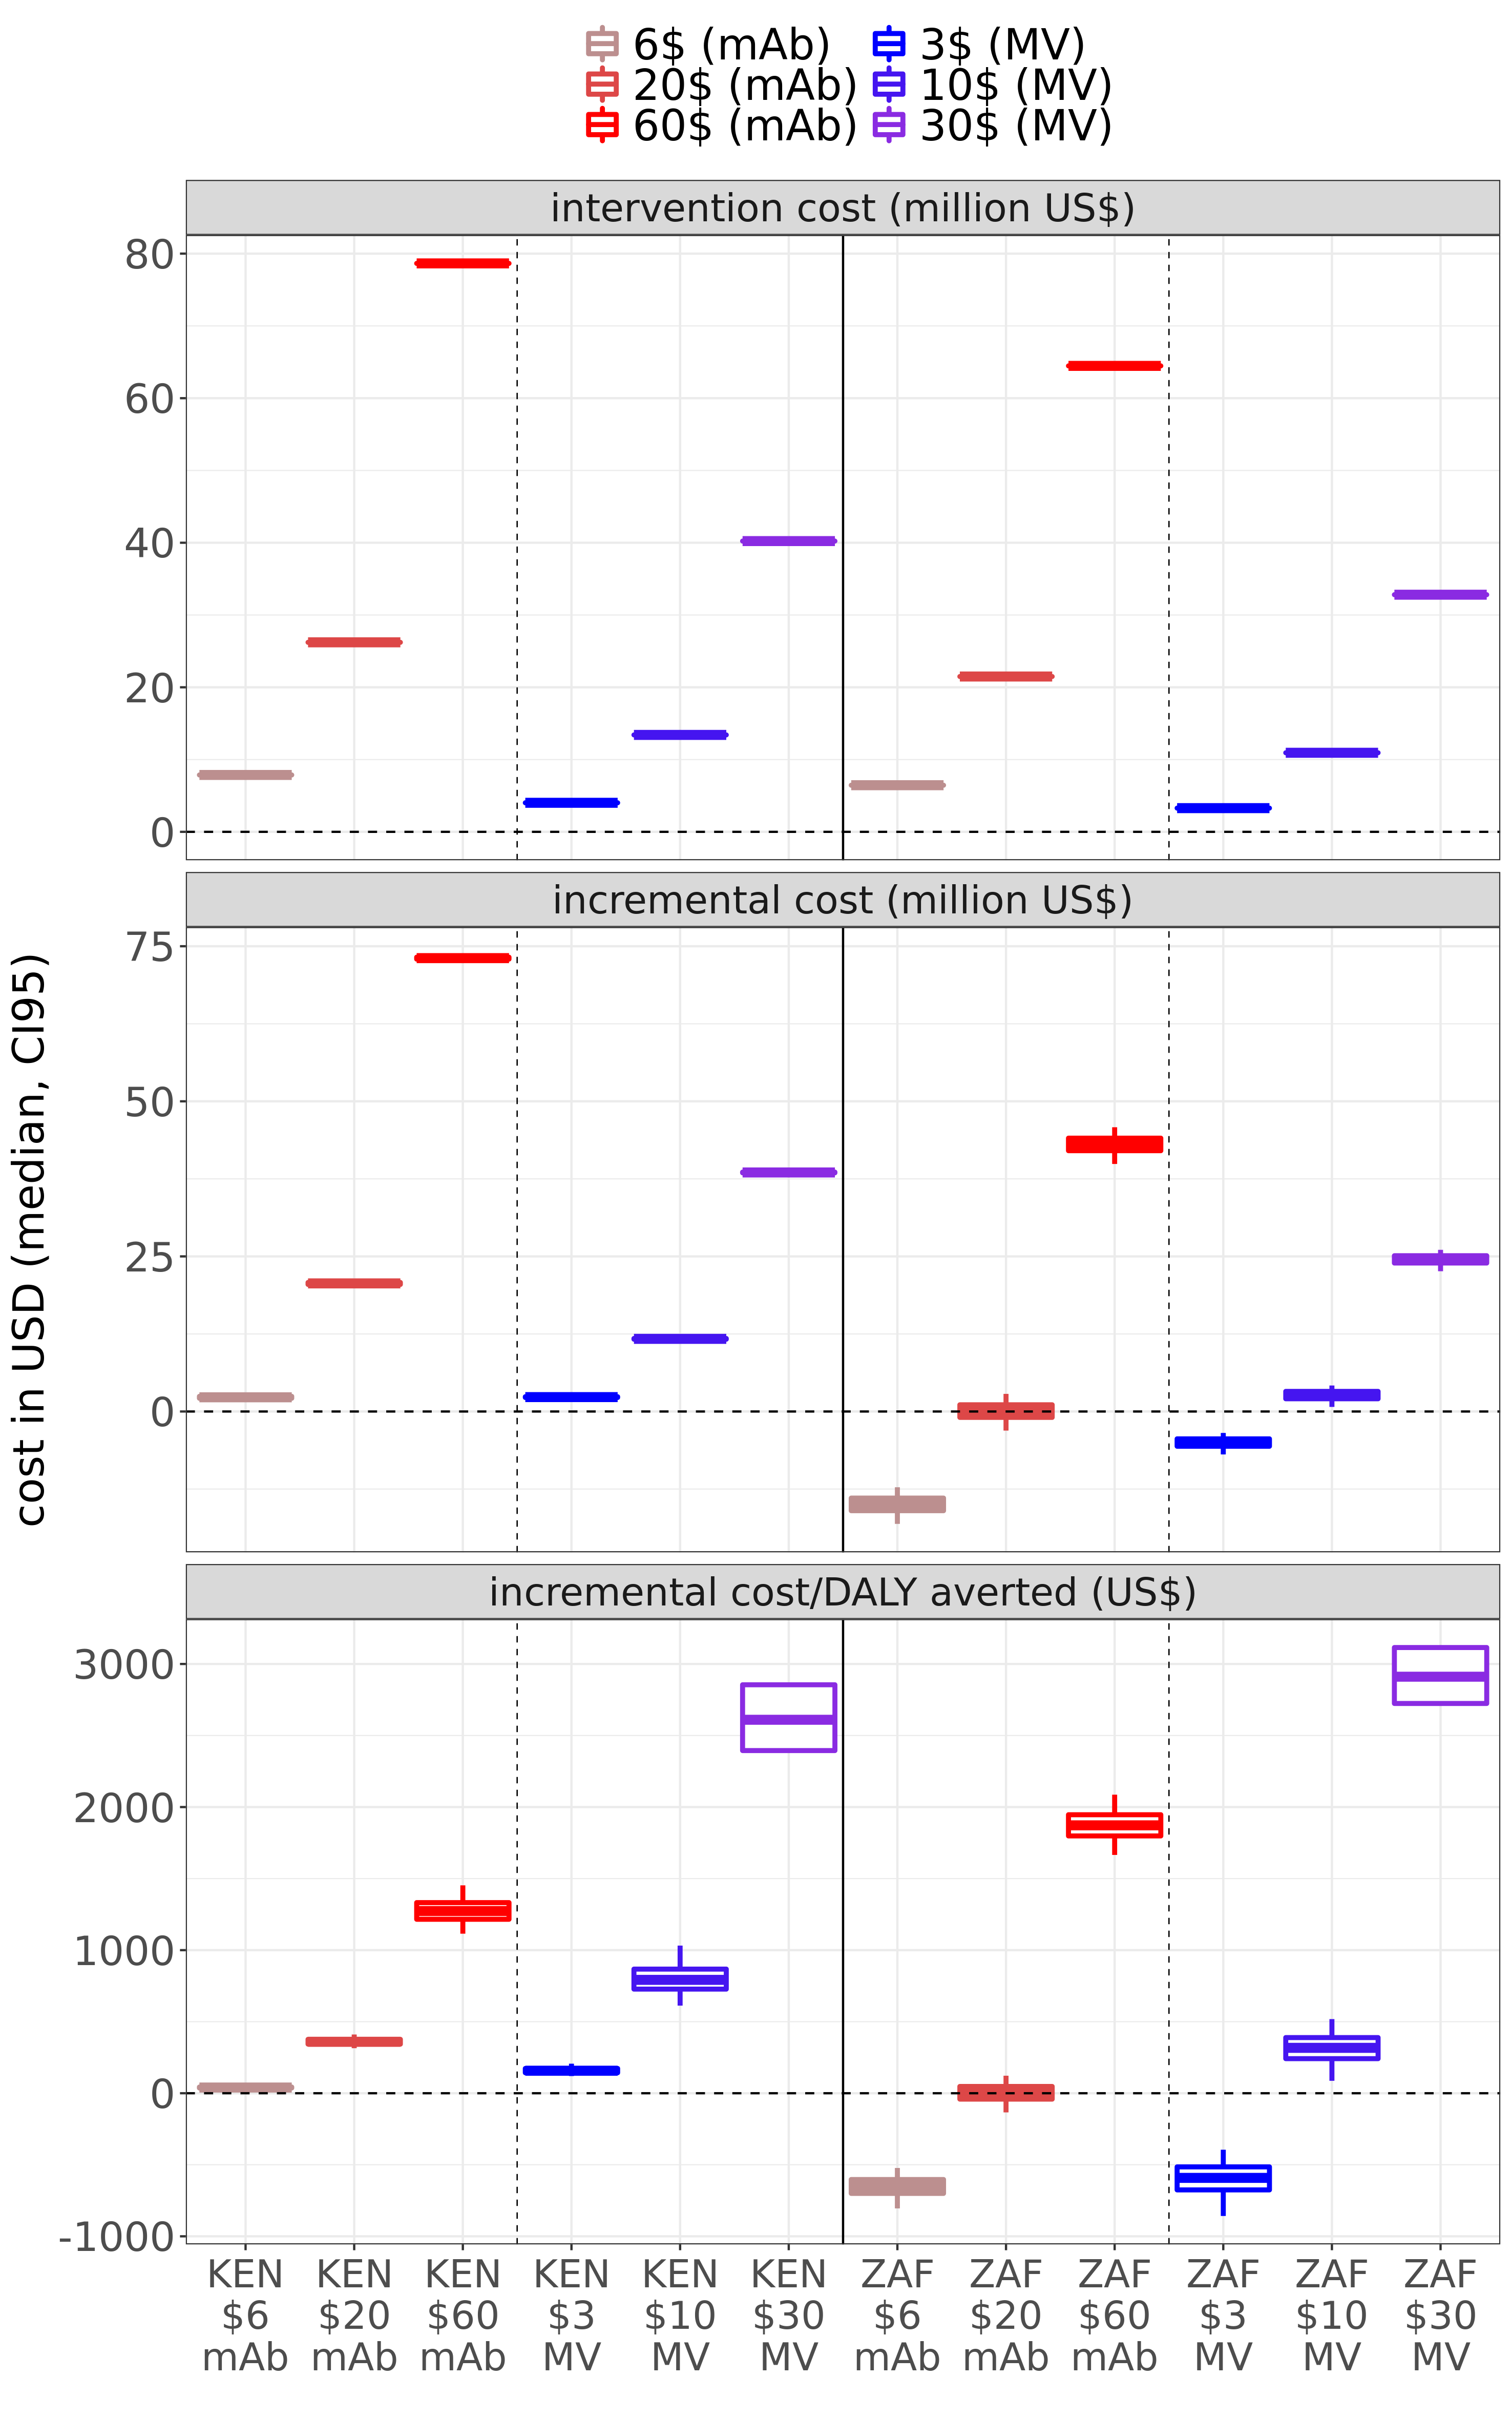 6$ (mAb) 3$ (MV)
20$ (mAb) 10$ (MV)
60$ (mAb) 30$ (MV)
intervention cost (million US$)
80
60
40
20
0
incremental cost (million US$)
75
50
25
0
cost in USD (median, CI95)
incremental cost/DALY averted (US$)
3000
2000
1000
0
-1000
KEN KEN KEN KEN KEN KEN ZAF ZAF ZAF ZAF ZAF ZAF
$6 $20 $60 $3 $10 $30 $6 $20 $60 $3 $10 $30
mAb mAb mAb MV MV MV mAb mAb mAb MV MV MV